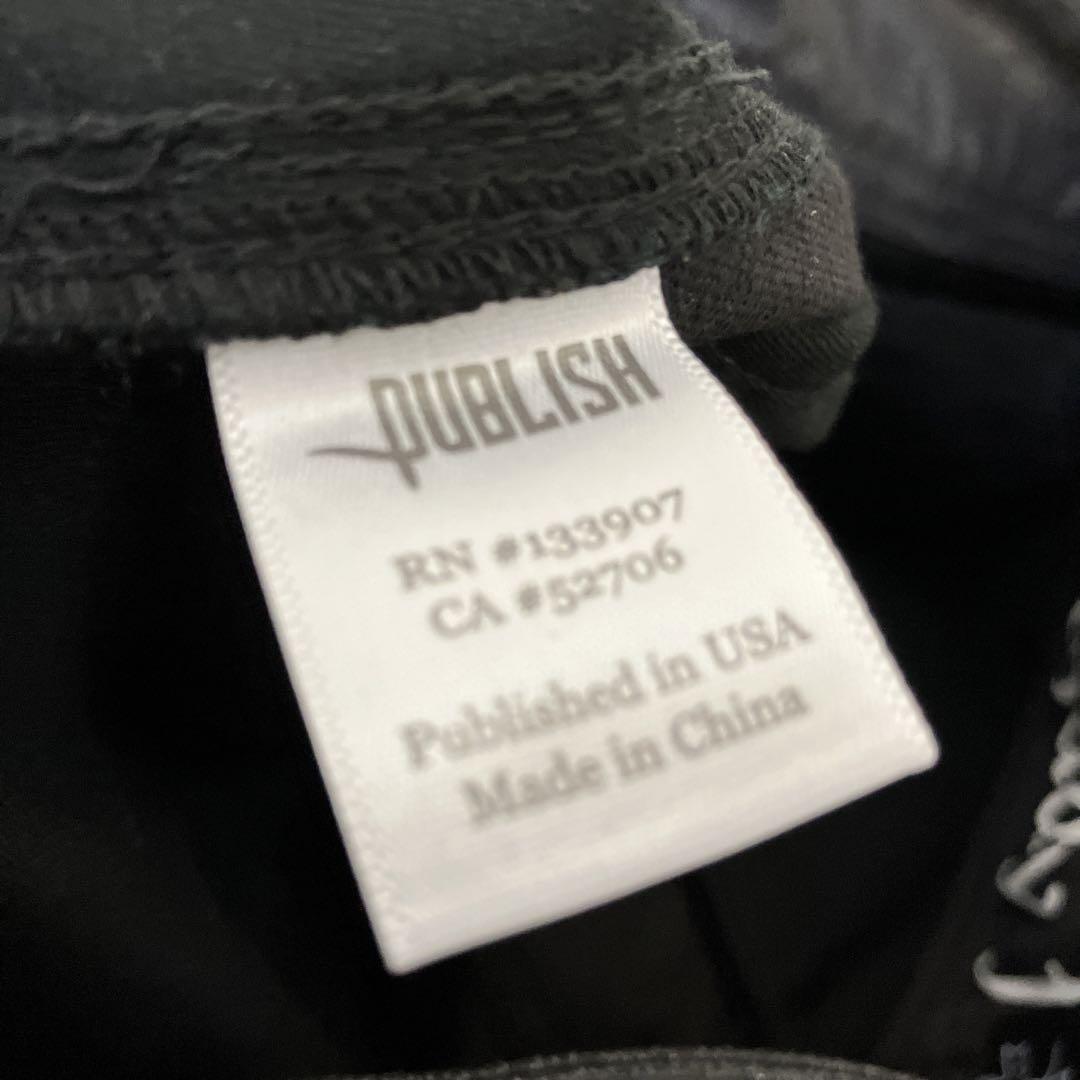 PUBLISH
RN #133907
CA #52706
Published in USA
Made in China